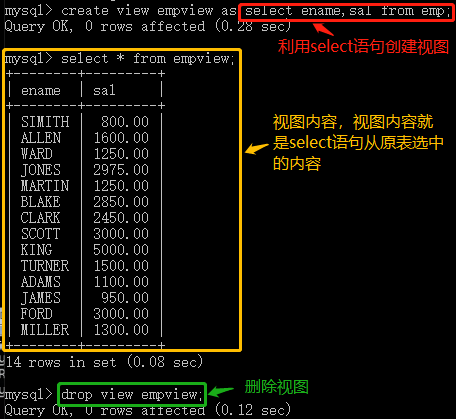 mysql> create view empview as select ename,sal from emp;
Query OK, 0 rows affected (0.28 sec)
利用select语句创建视图
mysql> select * from empview;
+--------+---------+
| ename | sal |
+--------+---------+
| SIMITH | 800.00 |
| ALLEN | 1600.00 |
| WARD | 1250.00 |
| JONES | 2975.00 |
| MARTIN | 1250.00 |
| BLAKE | 2850.00 |
| CLARK | 2450.00 |
| SCOTT | 3000.00 |
| KING | 5000.00 |
| TURNER | 1500.00 |
| ADAMS | 1100.00 |
| JAMES | 950.00 |
| FORD | 3000.00 |
| MILLER | 1300.00 |
+--------+---------+
视图内容，视图内容就
是select语句从原表选中
的内容
14 rows in set (0.08 sec)
mysql> drop view empview;
删除视图
Query OK, 0 rows affected (0.12 sec)